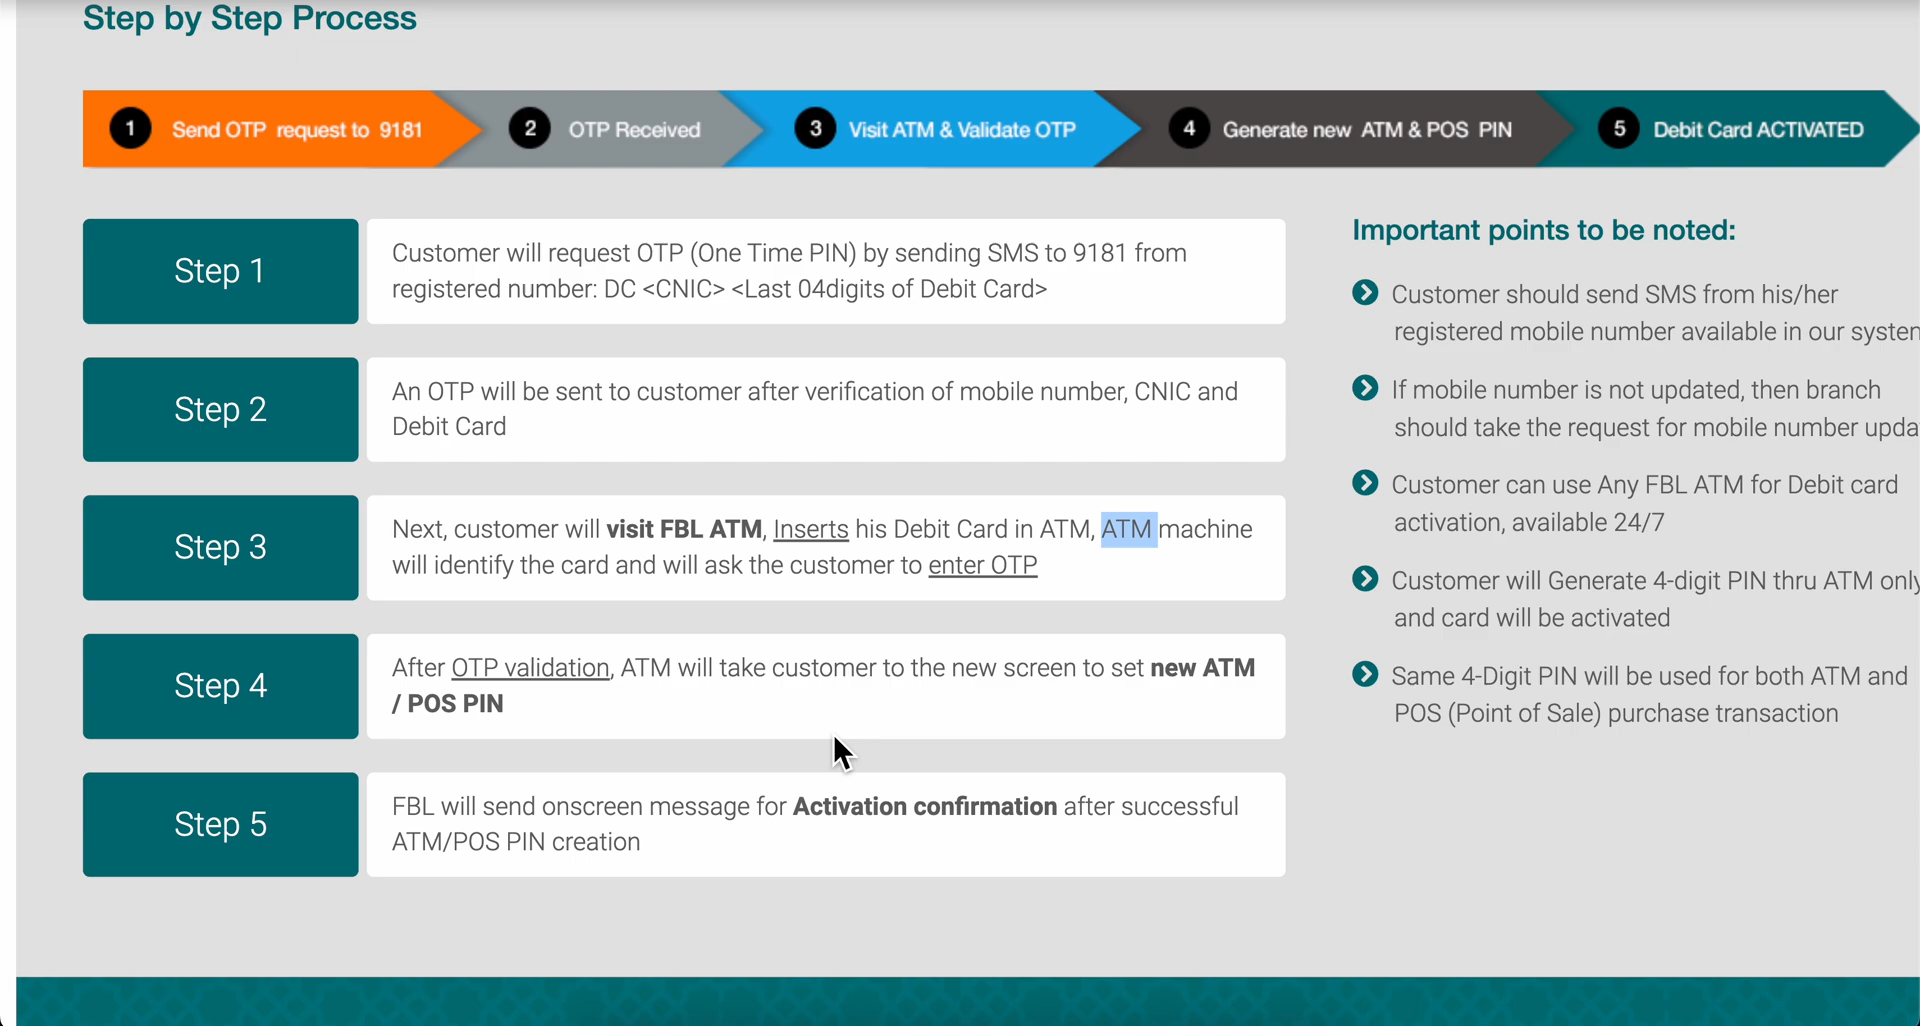 Step by Step Process
1 Send OTP request to 9181
2 OTP Received
3 Visit ATM & Validate OTP
4 Generate new ATM & POS PIN
5 Debit Card ACTIVATED
Step 1
Customer will request OTP (One Time PIN) by sending SMS to 9181 from
registered number: DC <CNIC> <Last 04digits of Debit Card>
Step 2
An OTP will be sent to customer after verification of mobile number, CNIC and
Debit Card
Step 3
Next, customer will visit FBL ATM, Inserts his Debit Card in ATM, ATM machine
will identify the card and will ask the customer to enter OTP
Step 4
After OTP validation, ATM will take customer to the new screen to set new ATM
/ POS PIN
Step 5
FBL will send onscreen message for Activation confirmation after successful
ATM/POS PIN creation
Important points to be noted:
Customer should send SMS from his/her
registered mobile number available in our
If mobile number is not updated, then branch
should take the request for mobile number
Customer can use Any FBL ATM for Debit card
activation, available 24/7
Customer will Generate 4-digit PIN thru ATM only
and card will be activated
Same 4-Digit PIN will be used for both ATM and
POS (Point of Sale) purchase transaction